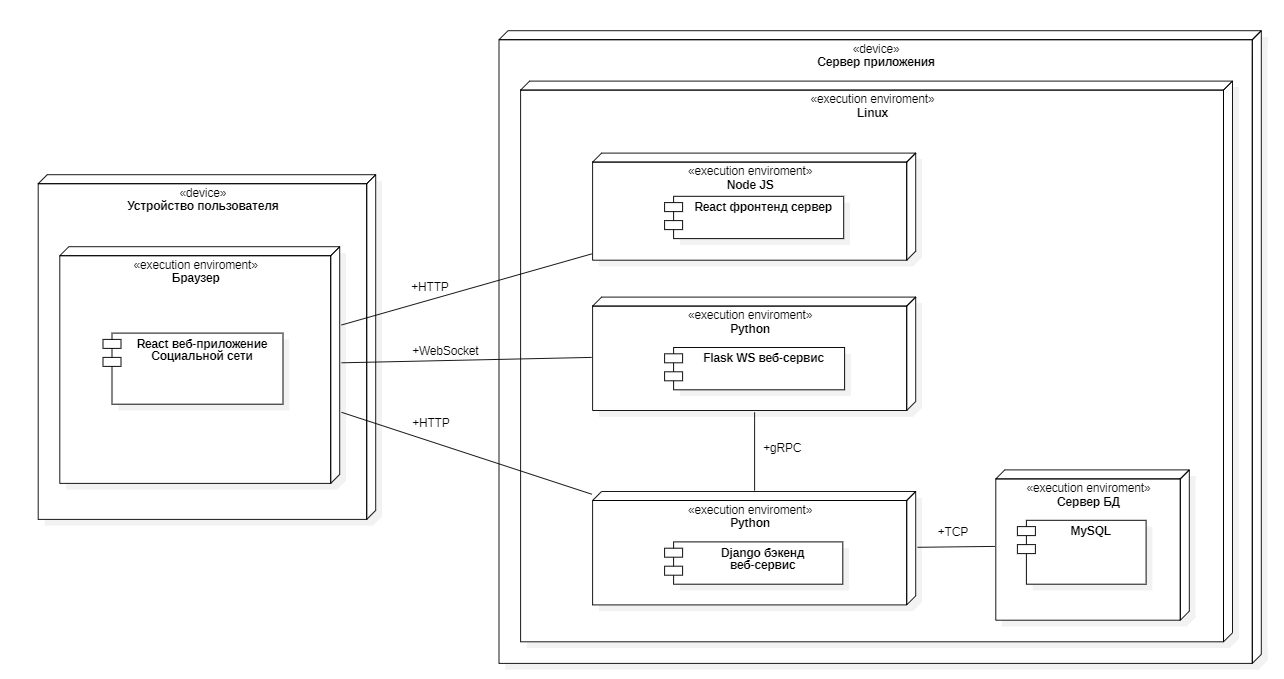 «device»
Сервер приложения
«execution enviroment»
Linux
«execution enviroment»
Node JS
React фронтенд сервер
«device»
Устройство пользователя
«execution enviroment»
Браузер
React веб-приложение
Социальной сети
+HTTP
+WebSocket
+HTTP
«execution enviroment»
Python
Flask WS веб-сервис
+gRPC
«execution enviroment»
Python
Django бэкенд
веб-сервис
+TCP
«execution enviroment»
Сервер БД
MySQL